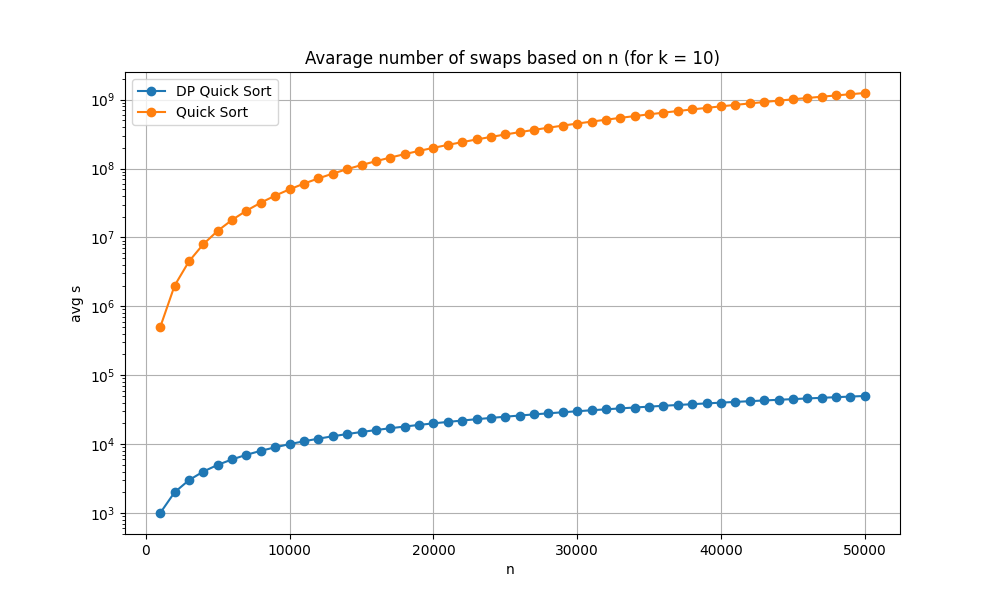 Avarage number of swaps based on n (for k = 10)
DP Quick Sort
Quick Sort
avg s
10⁹
10⁸
10⁷
10⁶
10⁵
10⁴
10³
0 10000 20000 30000 40000 50000
n